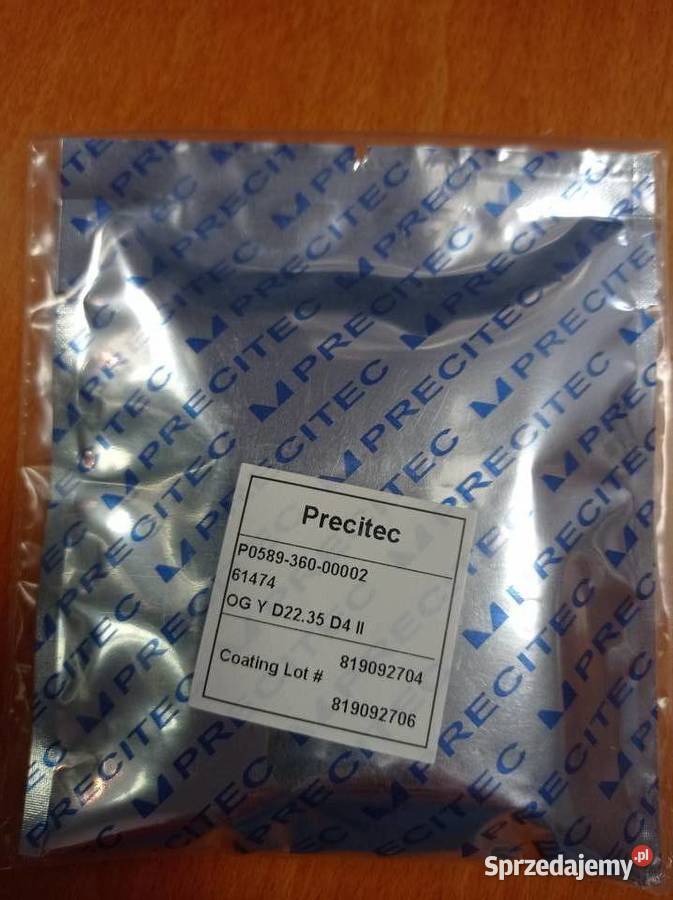 PRECITEC
Precitec
P0589-360-00002
61474
OG Y D22.35 D4 II
Coating Lot # 819092704
819092706
Sprzedajemy.pl